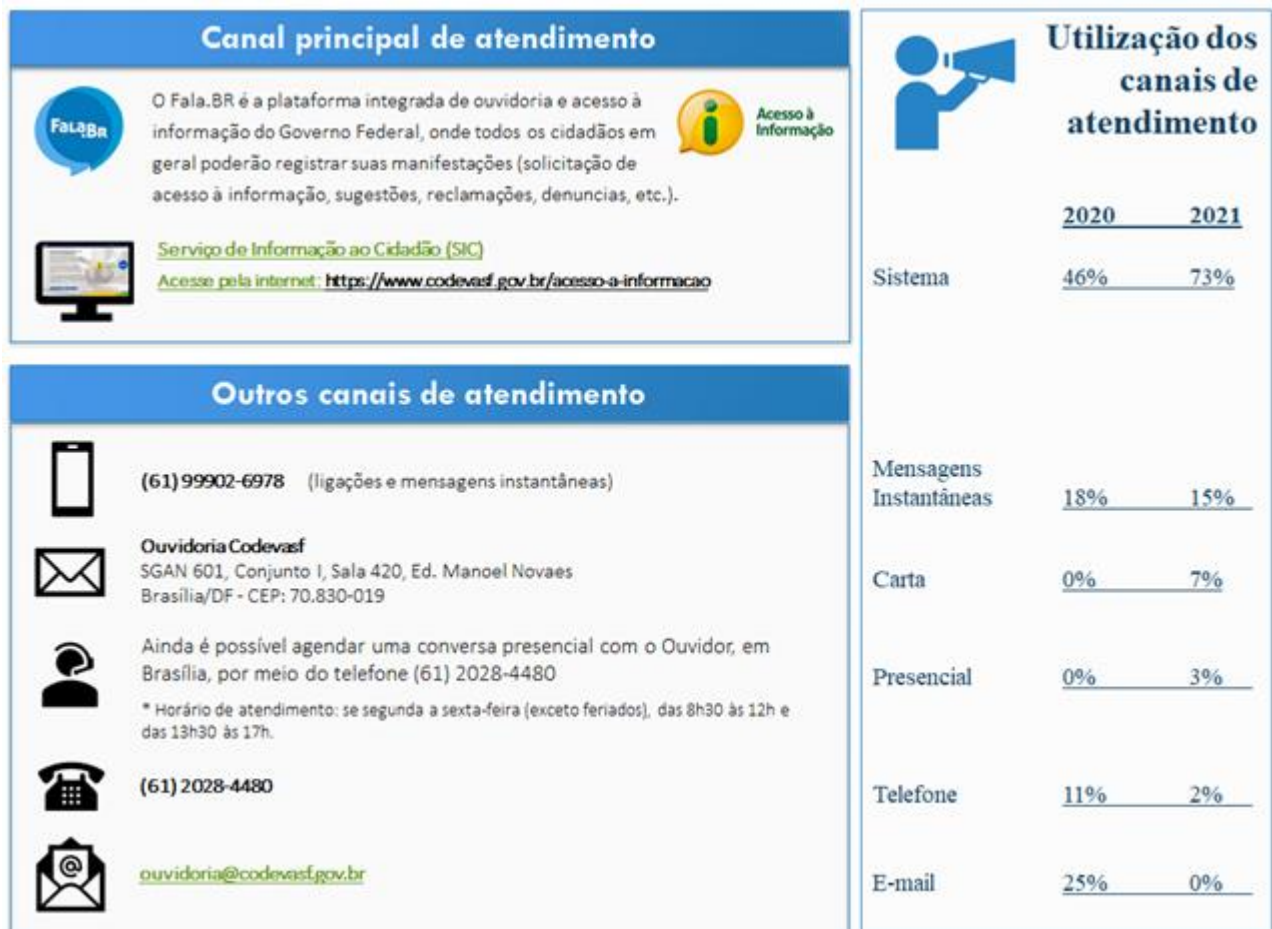 Canal principal de atendimento
FALA.BR
O Fala.BR é a plataforma integrada de ouvidoria e acesso à
informação do Governo Federal, onde todos os cidadãos em
geral poderão registrar suas manifestações (solicitação de
acesso à informação, sugestões, reclamações, denuncias, etc.).
Acesso à
Informação
Serviço de Informação ao Cidadão (SIC)
Acesse pela internet: https://www.codevasf.gov.br/acesso-a-informacao
Outros canais de atendimento
(61) 99902-6978 (ligações e mensagens instantâneas)
Ouvidoria Codevasf
SGAN 601, Conjunto I, Sala 420, Ed. Manoel Novaes
Brasília/DF - CEP: 70.830-019
Ainda é possível agendar uma conversa presencial com o Ouvidor, em
Brasília, por meio do telefone (61) 2028-4480
* Horário de atendimento: se segunda a sexta-feira (exceto feriados), das 8h30 às 12h e
das 13h30 às 17h.
(61) 2028-4480
@
ouvidoria@codevasf.gov.br
Utilização dos
canais de
atendimento
2020 2021
Sistema 46% 73%
Mensagens
Instantâneas 18% 15%
Carta 0% 7%
Presencial 0% 3%
Telefone 11% 2%
E-mail 25% 0%